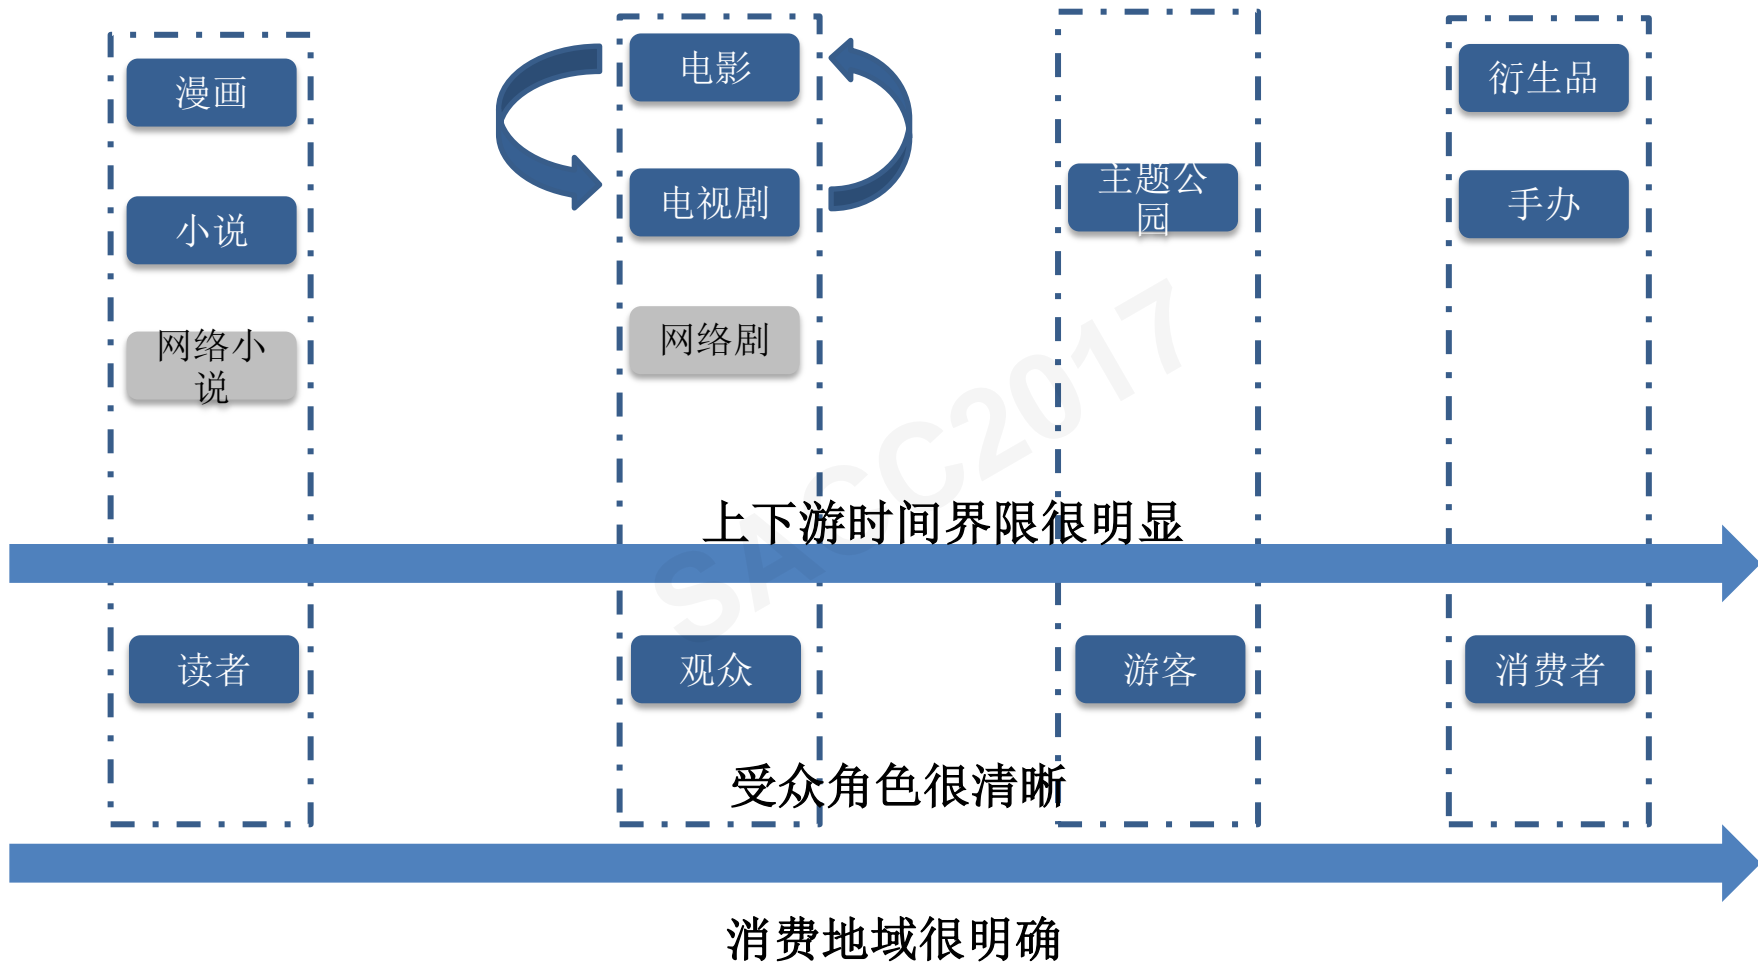 漫画
小说
网络小
说
电影
电视剧
网络剧
主题公
园
衍生品
手办
SACC2017
上下游时间界限很明显
读者
观众
游客
消费者
受众角色很清晰
消费地域很明确